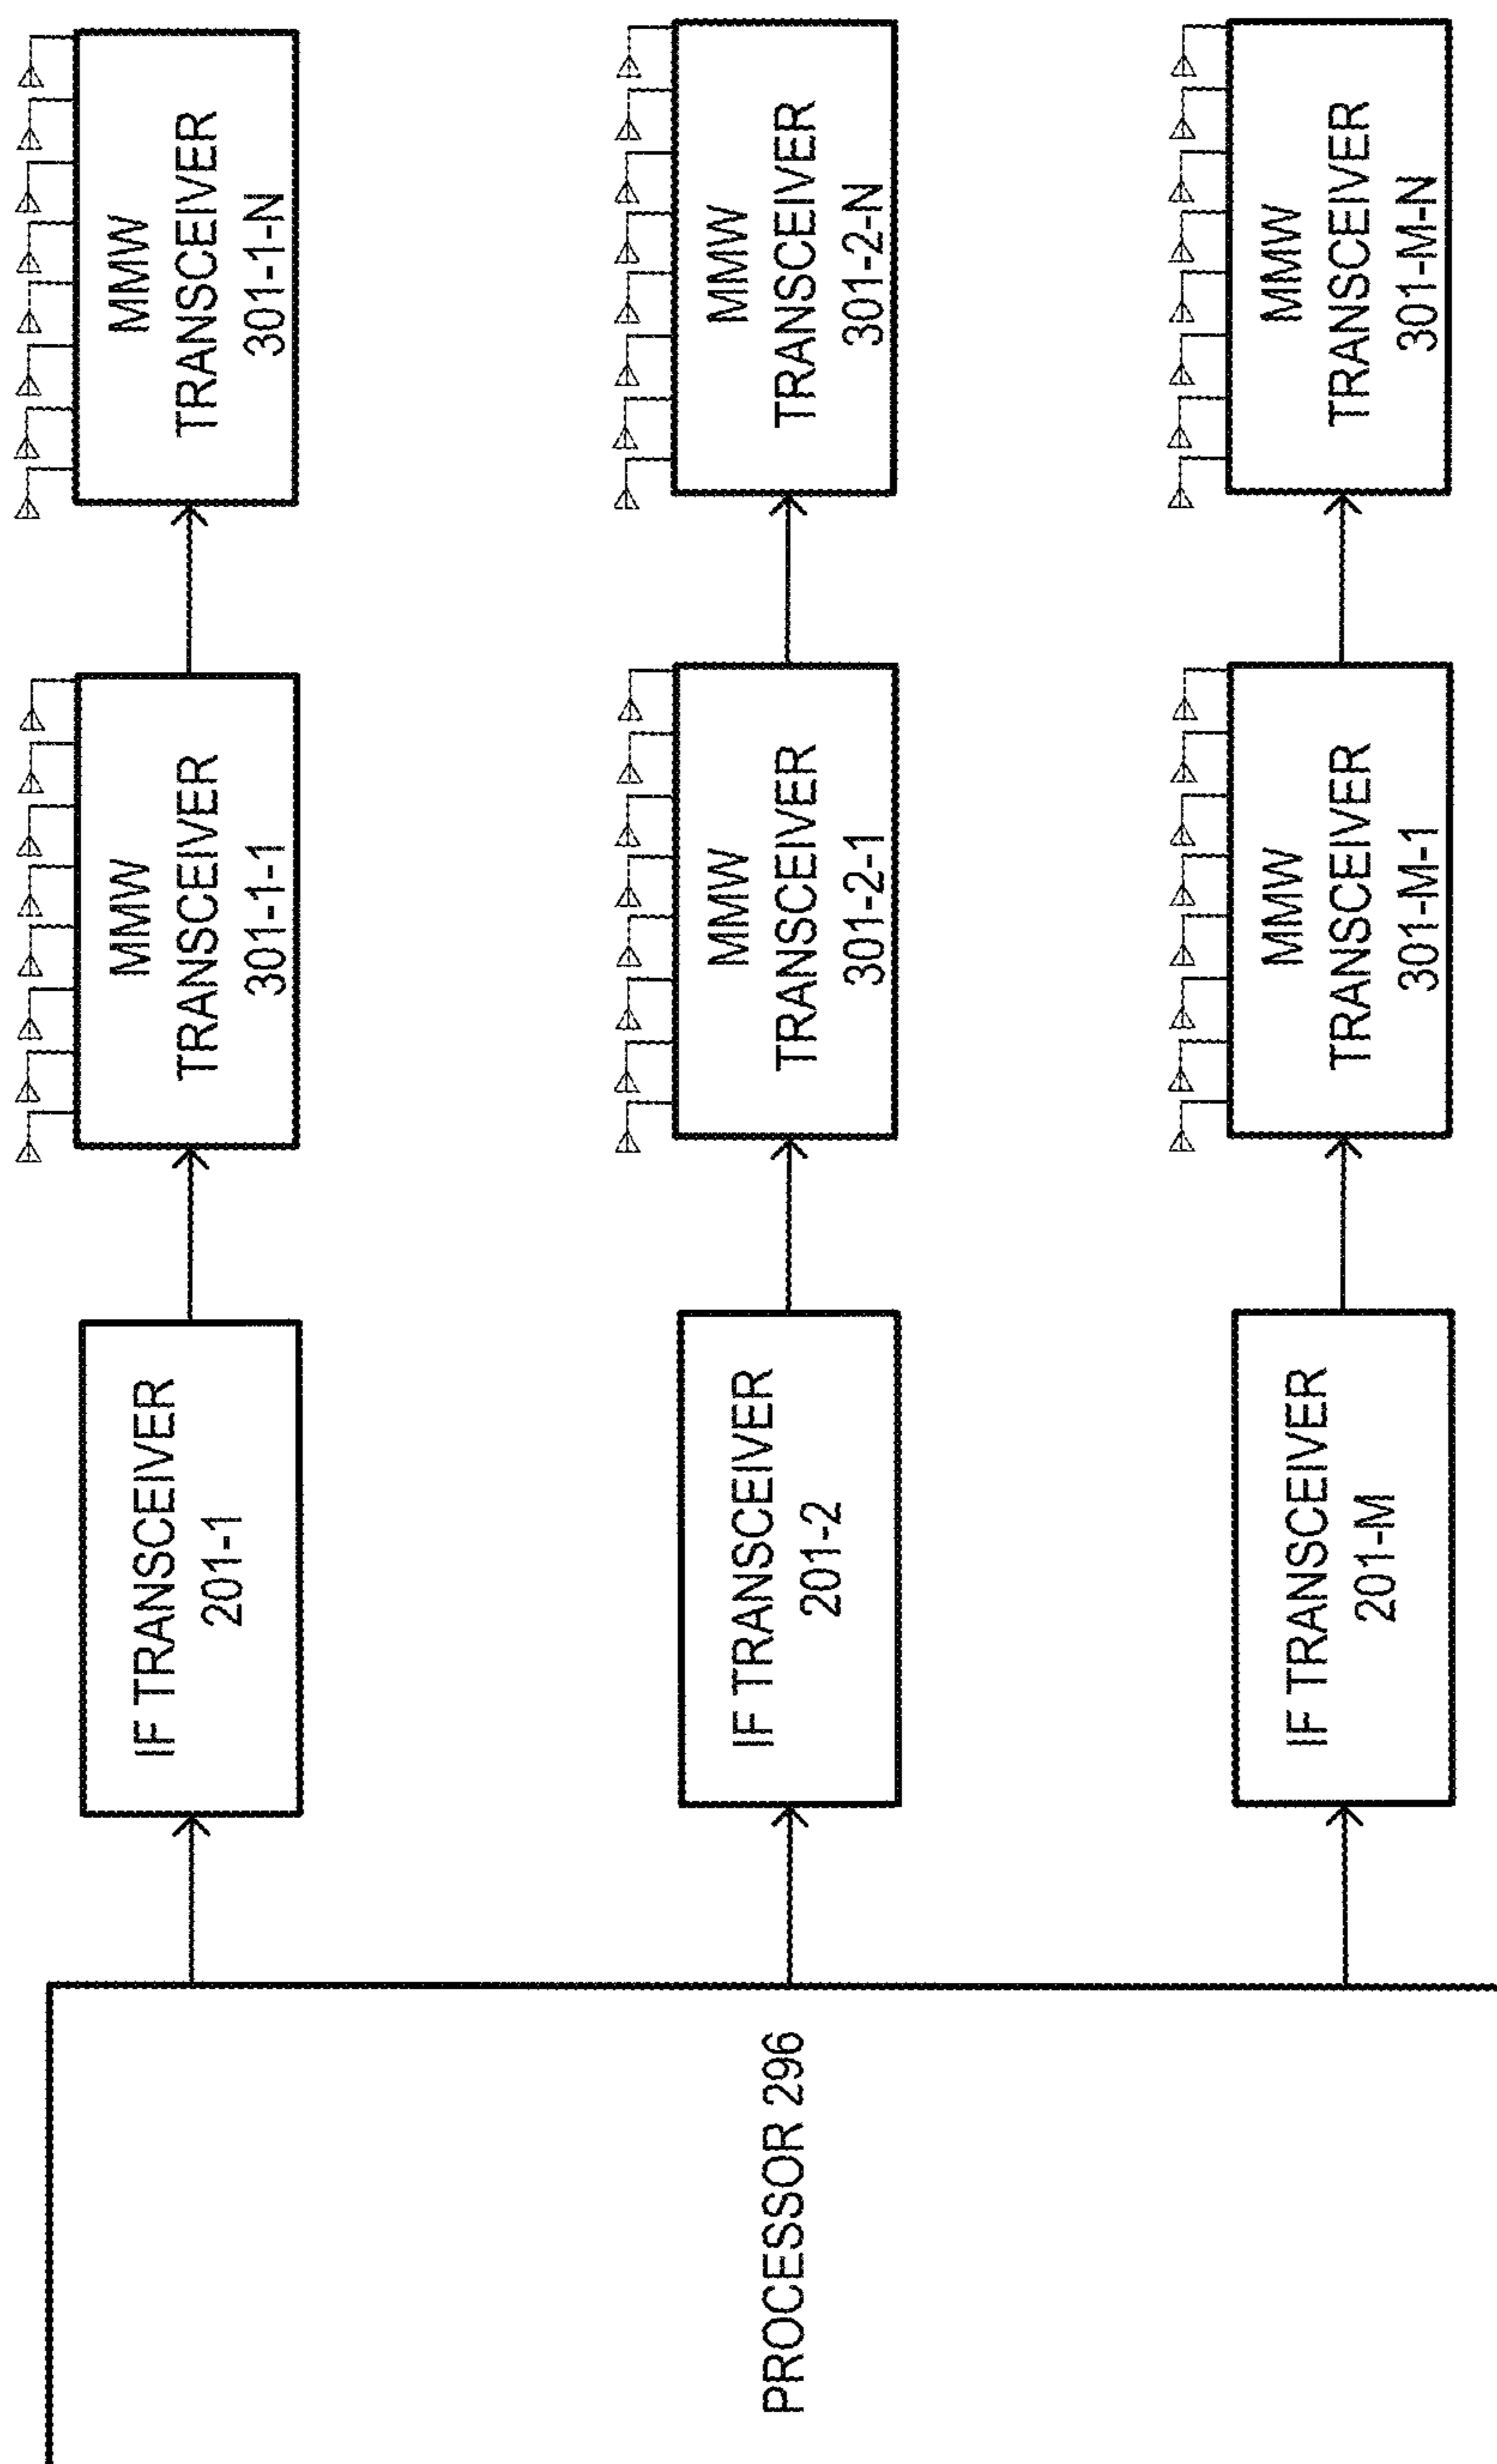 PROCESSOR 296
IF TRANSCEIVER
201-1
MMW
TRANSCEIVER
301-1-1
MMW
TRANSCEIVER
301-1-N
IF TRANSCEIVER
201-2
MMW
TRANSCEIVER
301-2-1
MMW
TRANSCEIVER
301-2-N
IF TRANSCEIVER
201-M
MMW
TRANSCEIVER
301-M-1
MMW
TRANSCEIVER
301-M-N